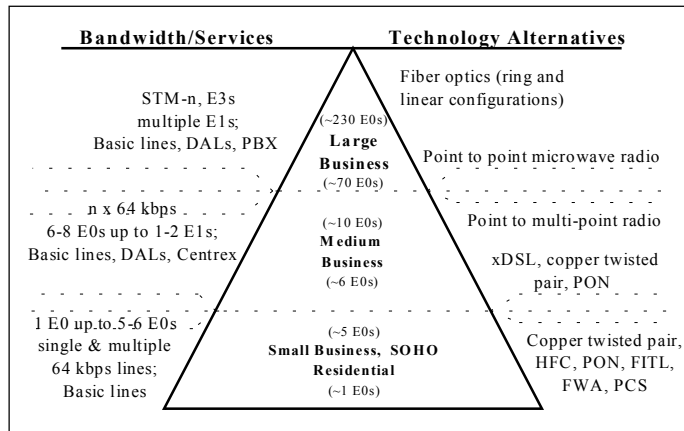 Bandwidth/Services
Technology Alternatives
STM-n, E3s
multiple E1s;
Basic lines, DALs, PBX
n x 64 kbps
6-8 E0s up to 1-2 E1s;
Basic lines, DALs, Centrex
1 E0 up to 5-6 E0s
single & multiple
64 kbps lines;
Basic lines
(~230 E0s)
Large
Business
(~70 E0s)
(~10 E0s)
Medium
Business
(~6 E0s)
(~5 E0s)
Small Business, SOHO
Residential
(~1 E0s)
Fiber optics (ring and
linear configurations)
Point to point microwave radio
Point to multi-point radio
xDSL, copper twisted
pair, PON
Copper twisted pair,
HFC, PON, FITL,
FWA, PCS